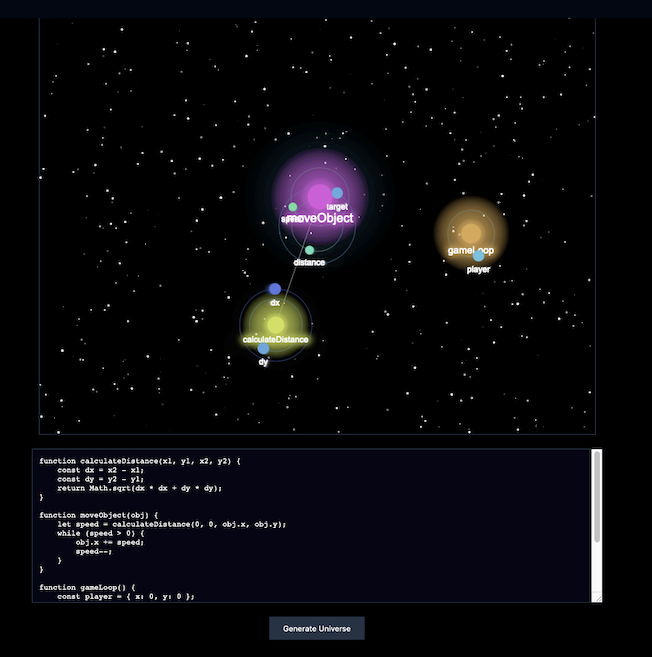 target
speed
moveObject
gameLoop
distance
player
dx
calculateDistance
dy
function calculateDistance(x1, y1, x2, y2) {
    const dx = x2 - x1;
    const dy = y2 - y1;
    return Math.sqrt(dx * dx + dy * dy);
}
function moveObject(obj) {
    let speed = calculateDistance(0, 0, obj.x, obj.y);
    while (speed > 0) {
        obj.x += speed;
        speed--;
    }
}
function gameLoop() {
    const player = { x: 0, y: 0 };
Generate Universe